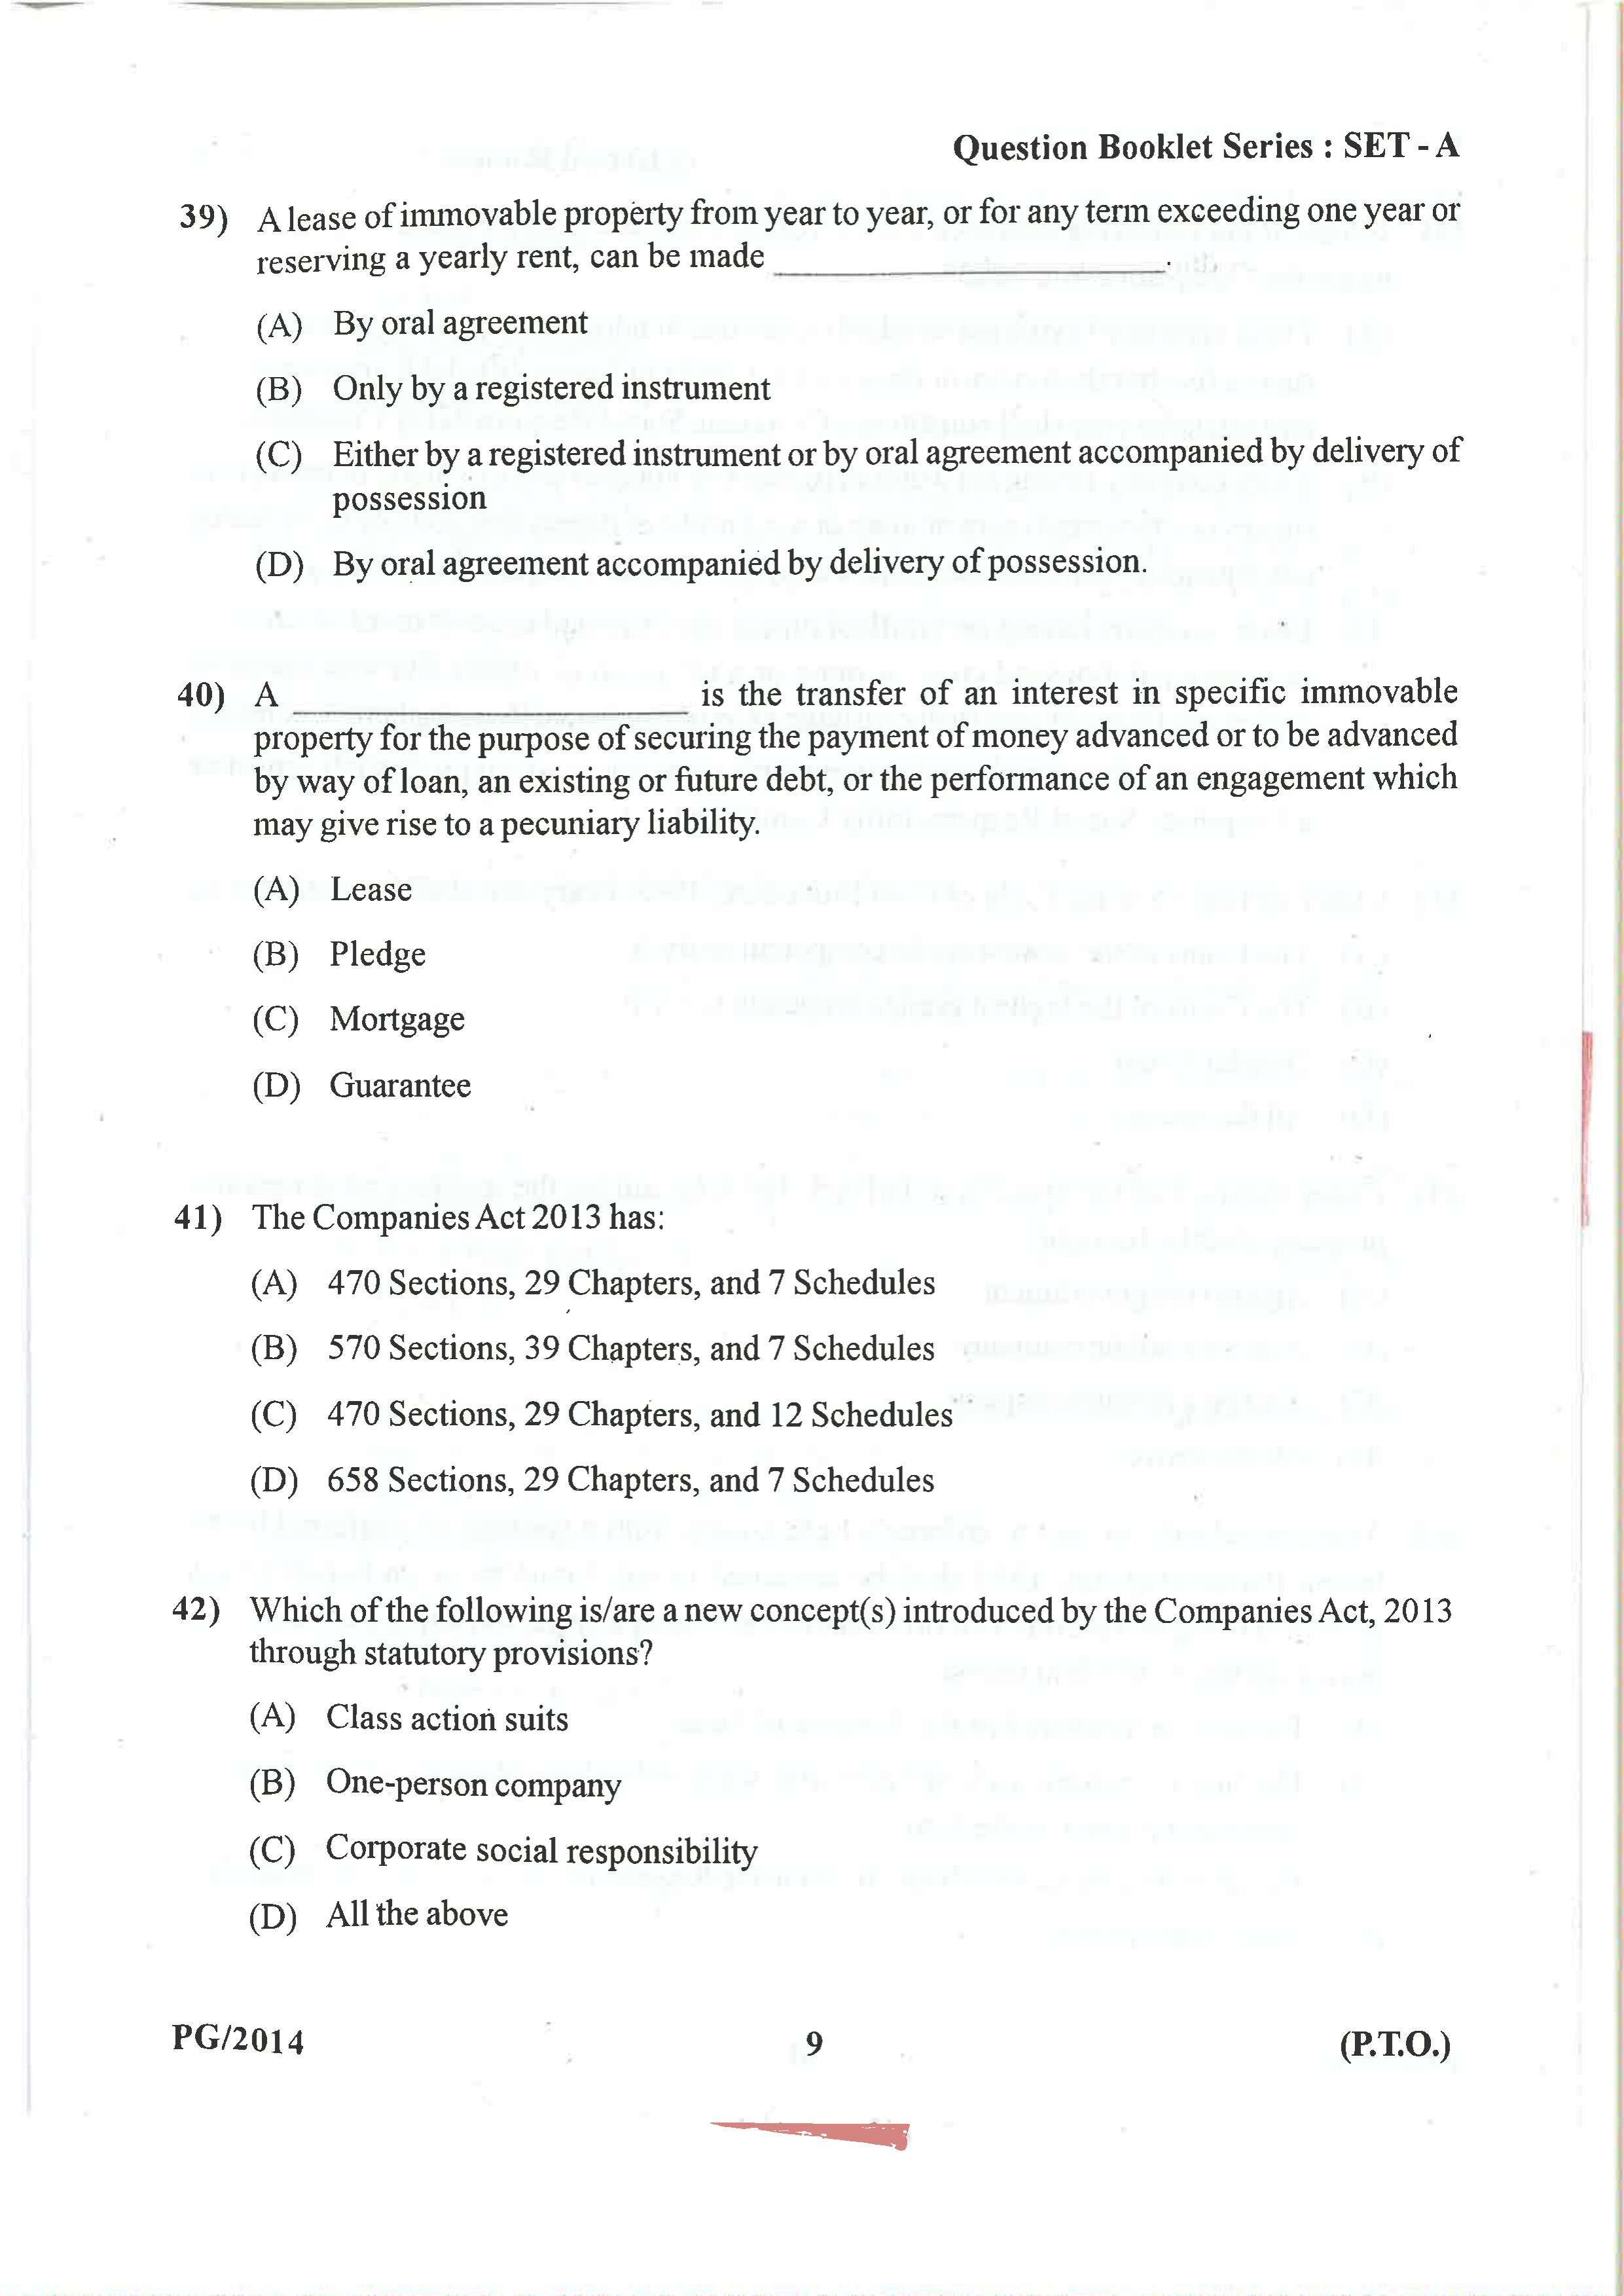 Question Booklet Series : SET - A
39) A lease of immovable property from year to year, or for any term exceeding one year or
reserving a yearly rent, can be made ______________________.
(A) By oral agreement
(B) Only by a registered instrument
(C) Either by a registered instrument or by oral agreement accompanied by delivery of
possession
(D) By oral agreement accompanied by delivery of possession.
40) A ______________________ is the transfer of an interest in specific immovable
property for the purpose of securing the payment of money advanced or to be advanced
by way of loan, an existing or future debt, or the performance of an engagement which
may give rise to a pecuniary liability.
(A) Lease
(B) Pledge
(C) Mortgage
(D) Guarantee
41) The Companies Act 2013 has:
(A) 470 Sections, 29 Chapters, and 7 Schedules
(B) 570 Sections, 39 Chapters, and 7 Schedules
(C) 470 Sections, 29 Chapters, and 12 Schedules
(D) 658 Sections, 29 Chapters, and 7 Schedules
42) Which of the following is/are a new concept(s) introduced by the Companies Act, 2013
through statutory provisions?
(A) Class action suits
(B) One-person company
(C) Corporate social responsibility
(D) All the above
PG/2014 9 (P.T.O.)